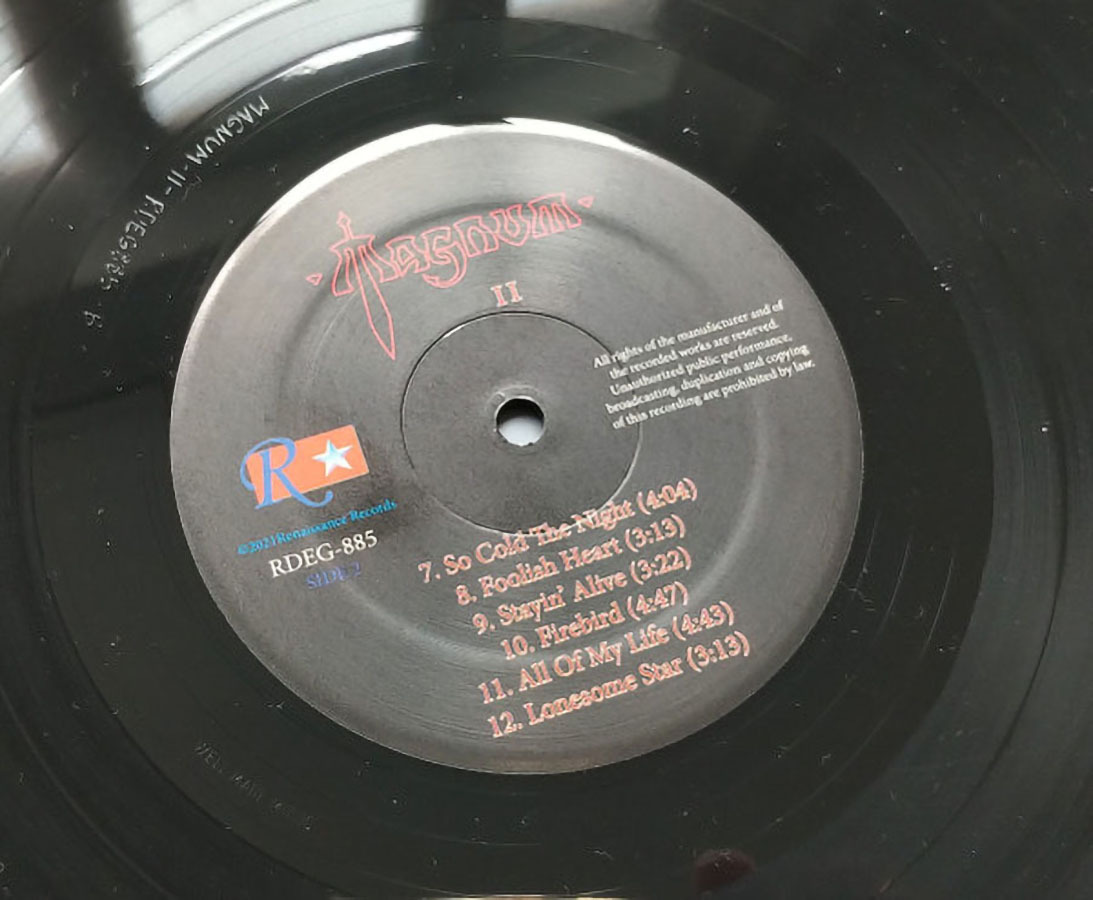 MAGNUM
II
All rights of the manufacturer and of
the recorded works are reserved.
Unauthorized public performance,
broadcasting, duplication and copying
of this recording are prohibited by law.
R
©2021Renaissance Records
RDEG-885
SIDE 2
7. So Cold The Night (4:04)
8. Foolish Heart (3:13)
9. Stayin' Alive (3:22)
10. Firebird (4:47)
11. All Of My Life (4:43)
12. Lonesome Star (3:13)
MAGNUM-II-